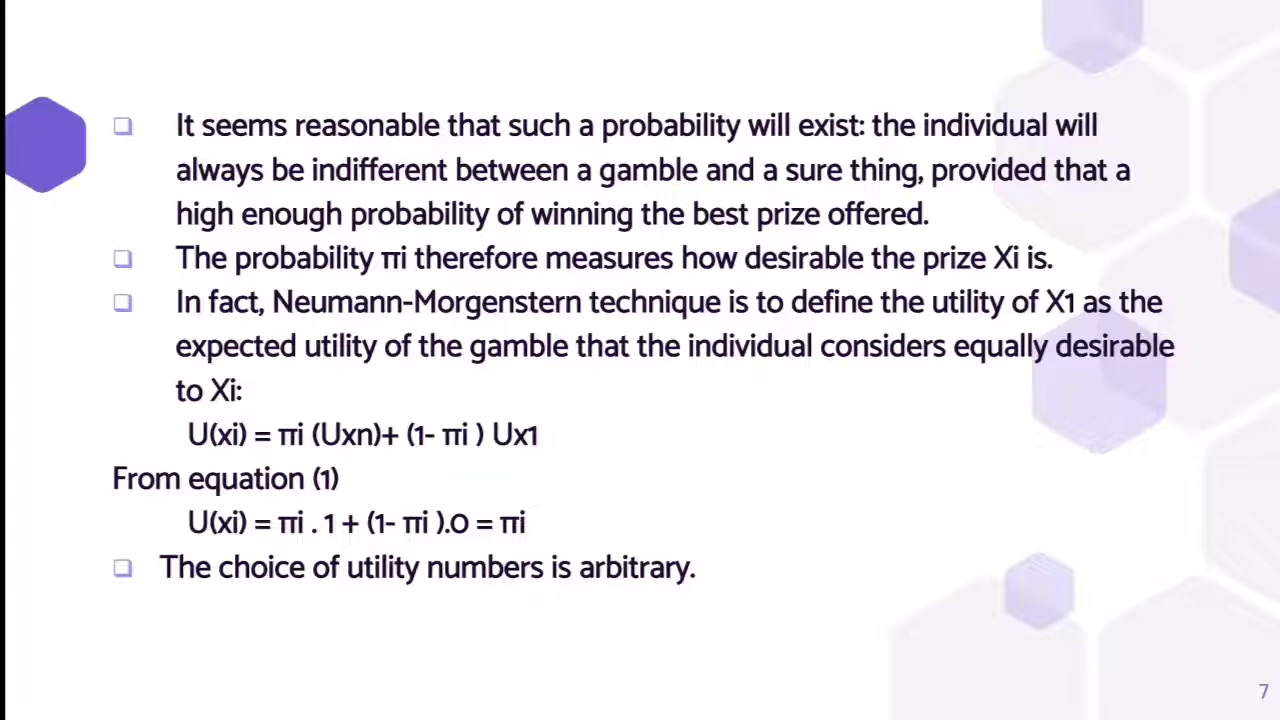 ❑ It seems reasonable that such a probability will exist: the individual will
always be indifferent between a gamble and a sure thing, provided that a
high enough probability of winning the best prize offered.
❑ The probability πi therefore measures how desirable the prize Xi is.
❑ In fact, Neumann-Morgenstern technique is to define the utility of X1 as the
expected utility of the gamble that the individual considers equally desirable
to Xi:
U(xi) = πi (Uxn)+ (1- πi ) Ux1
From equation (1)
U(xi) = πi . 1 + (1- πi ).0 = πi
❑ The choice of utility numbers is arbitrary.
7